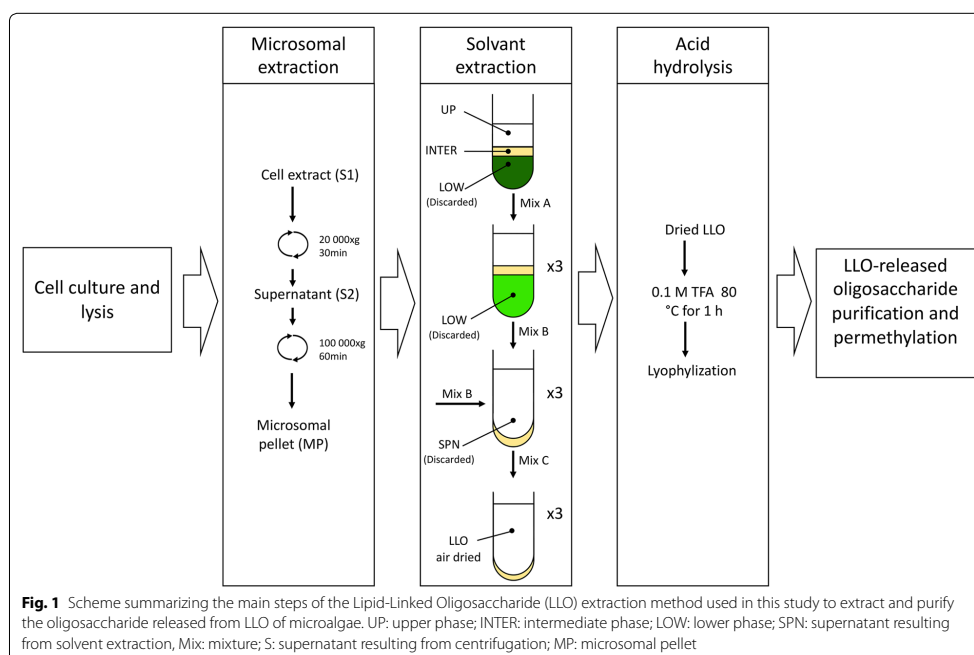 Microsomal
extraction
Solvant
extraction
Acid
hydrolysis
Cell culture and
lysis
Cell extract (S1)
20 000xg
30min
Supernatant (S2)
100 000xg
60min
Microsomal
pellet (MP)
UP
INTER
LOW
(Discarded)
Mix A
x3
LOW
(Discarded)
Mix B
x3
Mix B
SPN
(Discarded)
Mix C
x3
LLO
air dried
Dried LLO
0.1 M TFA 80
°C for 1 h
Lyophylization
LLO-released
oligosaccharide
purification and
permethylation
Fig. 1 Scheme summarizing the main steps of the Lipid-Linked Oligosaccharide (LLO) extraction method used in this study to extract and purify
the oligosaccharide released from LLO of microalgae. UP: upper phase; INTER: intermediate phase; LOW: lower phase; SPN: supernatant resulting
from solvent extraction, Mix: mixture; S: supernatant resulting from centrifugation; MP: microsomal pellet